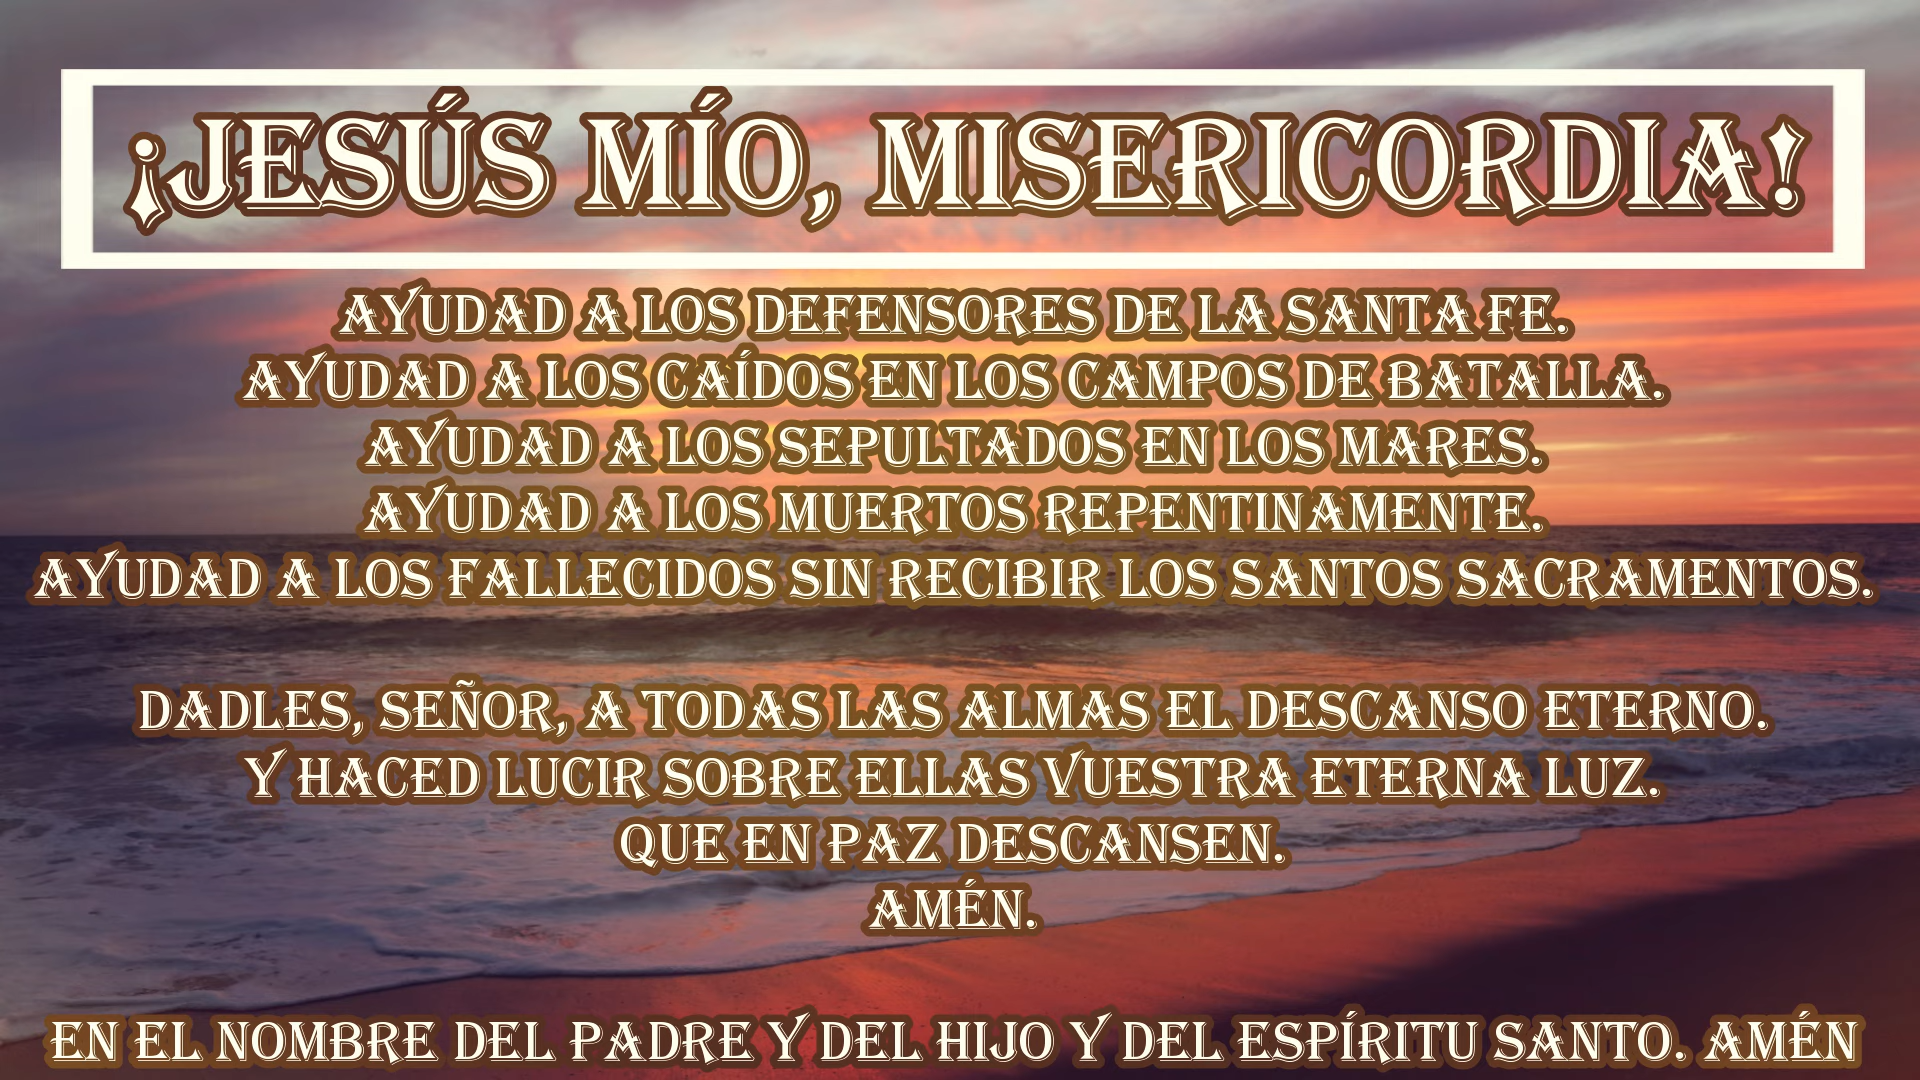 ¡JESÚS MÍO, MISERICORDIA!
AYUDAD A LOS DEFENSORES DE LA SANTA FE.
AYUDAD A LOS CAÍDOS EN LOS CAMPOS DE BATALLA.
AYUDAD A LOS SEPULTADOS EN LOS MARES.
AYUDAD A LOS MUERTOS REPENTINAMENTE.
AYUDAD A LOS FALLECIDOS SIN RECIBIR LOS SANTOS SACRAMENTOS.
DADLES, SEÑOR, A TODAS LAS ALMAS EL DESCANSO ETERNO.
Y HACED LUCIR SOBRE ELLAS VUESTRA ETERNA LUZ.
QUE EN PAZ DESCANSEN.
AMÉN.
EN EL NOMBRE DEL PADRE Y DEL HIJO Y DEL ESPÍRITU SANTO. AMÉN